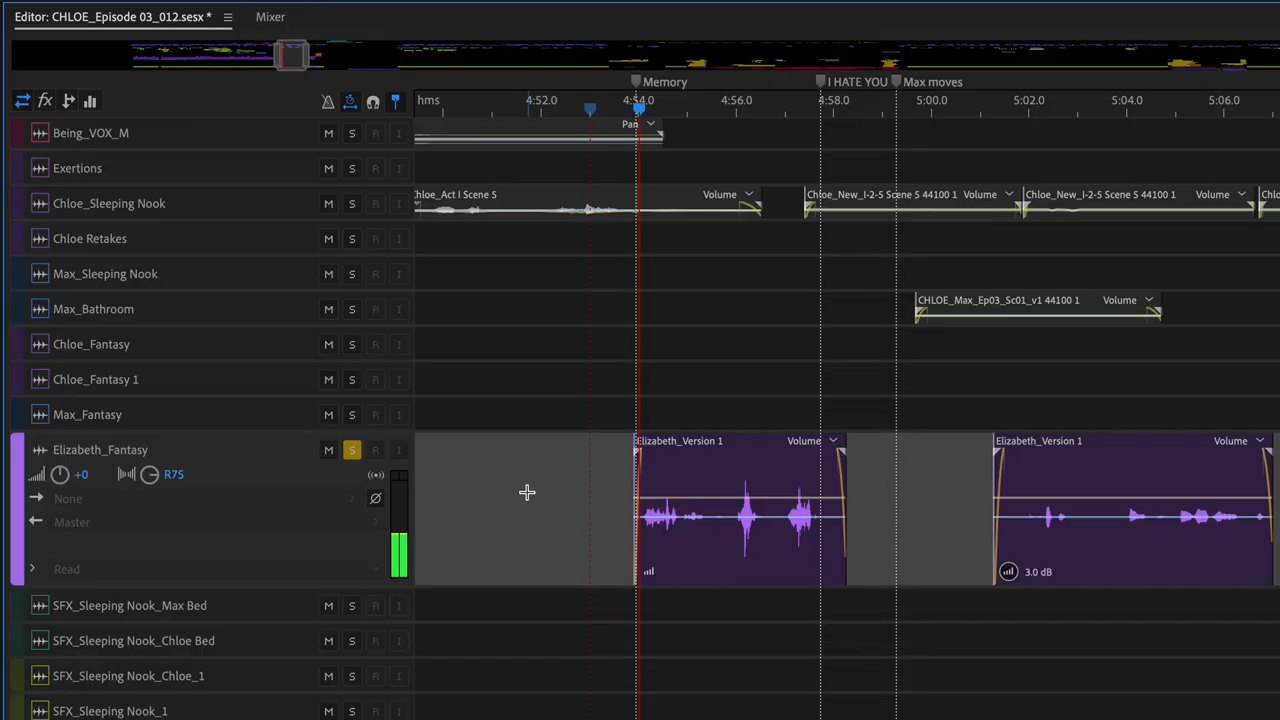 Editor: CHLOE_Episode 03_012.sesx *
Mixer
Memory
I HATE YOU
Max moves
hms
4:52.0
4:54.0
4:56.0
4:58.0
5:00.0
5:02.0
5:04.0
5:06.0
fx
Being_VOX_M
M S R I
Pan
Exertions
M S R I
Chloe_Sleeping Nook
M S R I
hloe_Act I Scene 5
Volume
Chloe_New_I-2-5 Scene 5 44100 1
Volume
Chloe_New_I-2-5 Scene 5 44100 1
Volume
Chlo
Chloe Retakes
M S R I
Max_Sleeping Nook
M S R I
Max_Bathroom
M S R I
CHLOE_Max_Ep03_Sc01_v1 44100 1
Volume
Chloe_Fantasy
M S R I
Chloe_Fantasy 1
M S R I
Max_Fantasy
M S R I
Elizabeth_Fantasy
M S R I
Elizabeth_Version 1
Volume
Elizabeth_Version 1
Volume
+0
R75
None
Master
Read
3.0 dB
SFX_Sleeping Nook_Max Bed
M S R I
SFX_Sleeping Nook_Chloe Bed
M S R I
SFX_Sleeping Nook_Chloe_1
M S R I
SFX_Sleeping Nook_1
M S R I